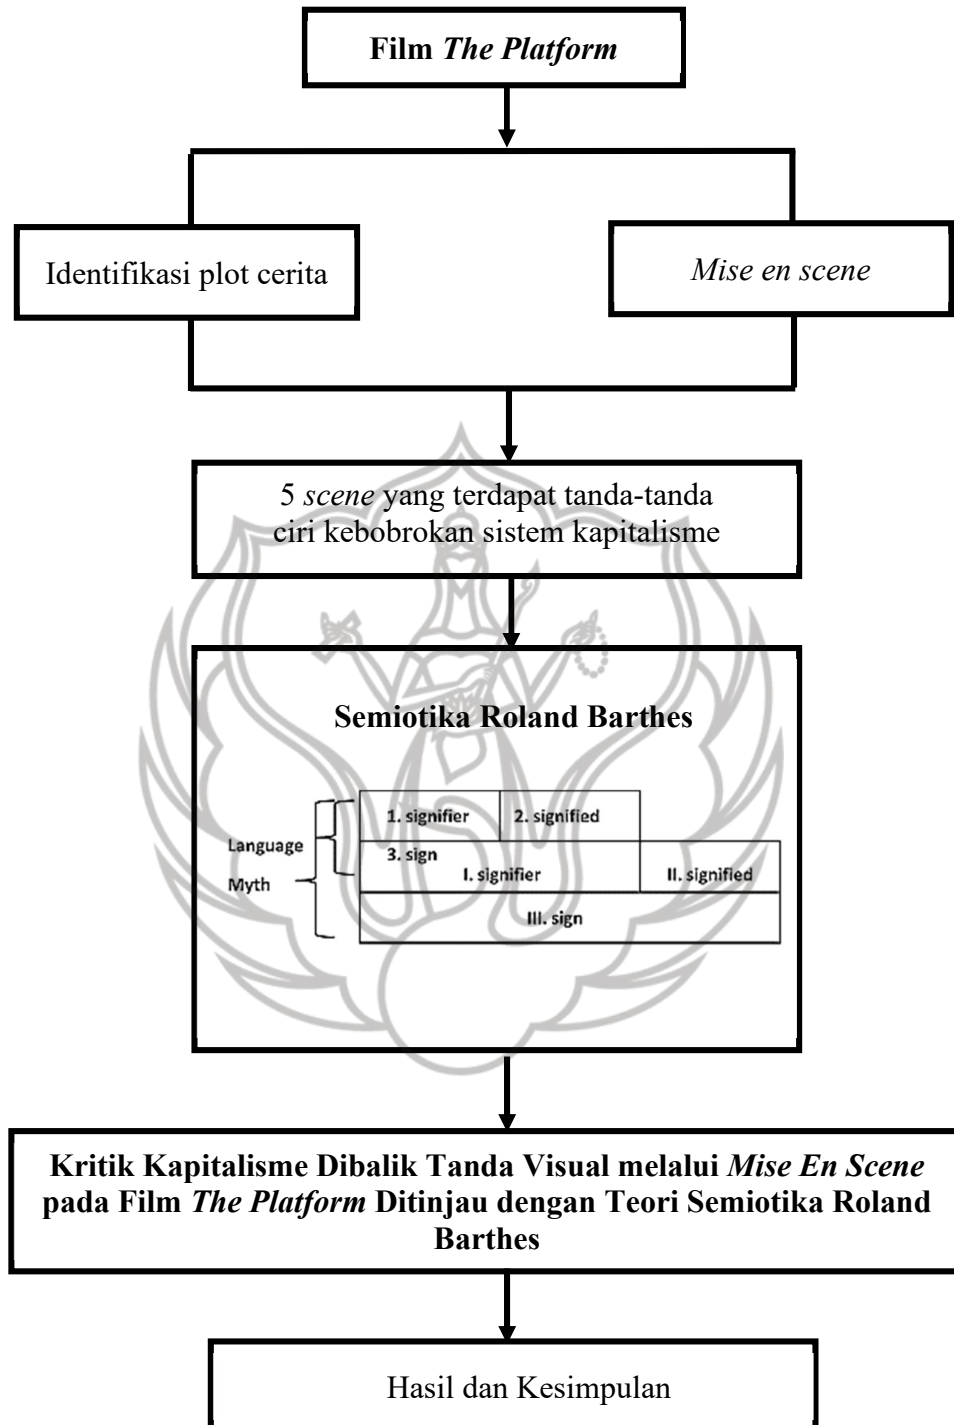 Film The Platform
Identifikasi plot cerita
Mise en scene
5 scene yang terdapat tanda-tanda
ciri kebobrokan sistem kapitalisme
Semiotika Roland Barthes
1. signifier
2. signified
Language
3. sign
I. signifier
II. signified
Myth
III. sign
Kritik Kapitalisme Dibalik Tanda Visual melalui Mise En Scene
pada Film The Platform Ditinjau dengan Teori Semiotika Roland
Barthes
Hasil dan Kesimpulan